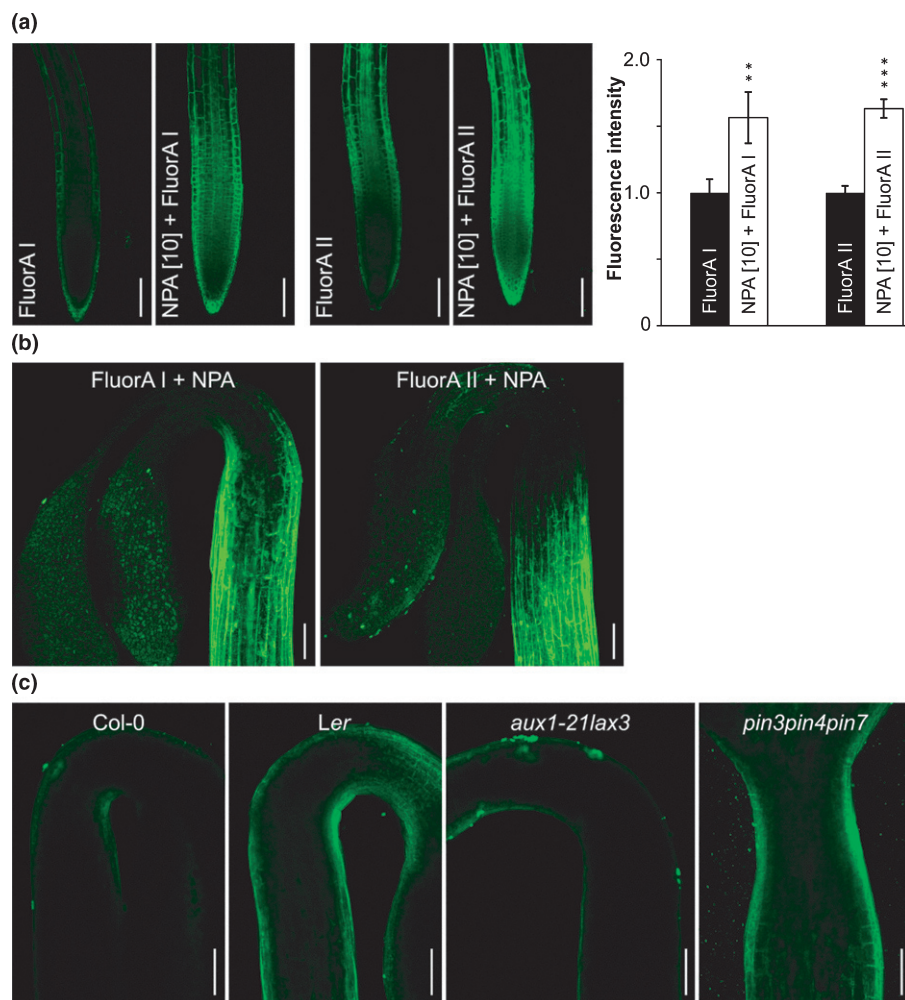 (a)
FluorA I
NPA [10] + FluorA I
FluorA II
NPA [10] + FluorA II
Fluorescence intensity
2.0
1.0
0
**
***
FluorA I
NPA [10] + FluorA I
FluorA II
NPA [10] + FluorA II
(b)
FluorA I + NPA
FluorA II + NPA
(c)
Col-0
Ler
aux1-21lax3
pin3pin4pin7